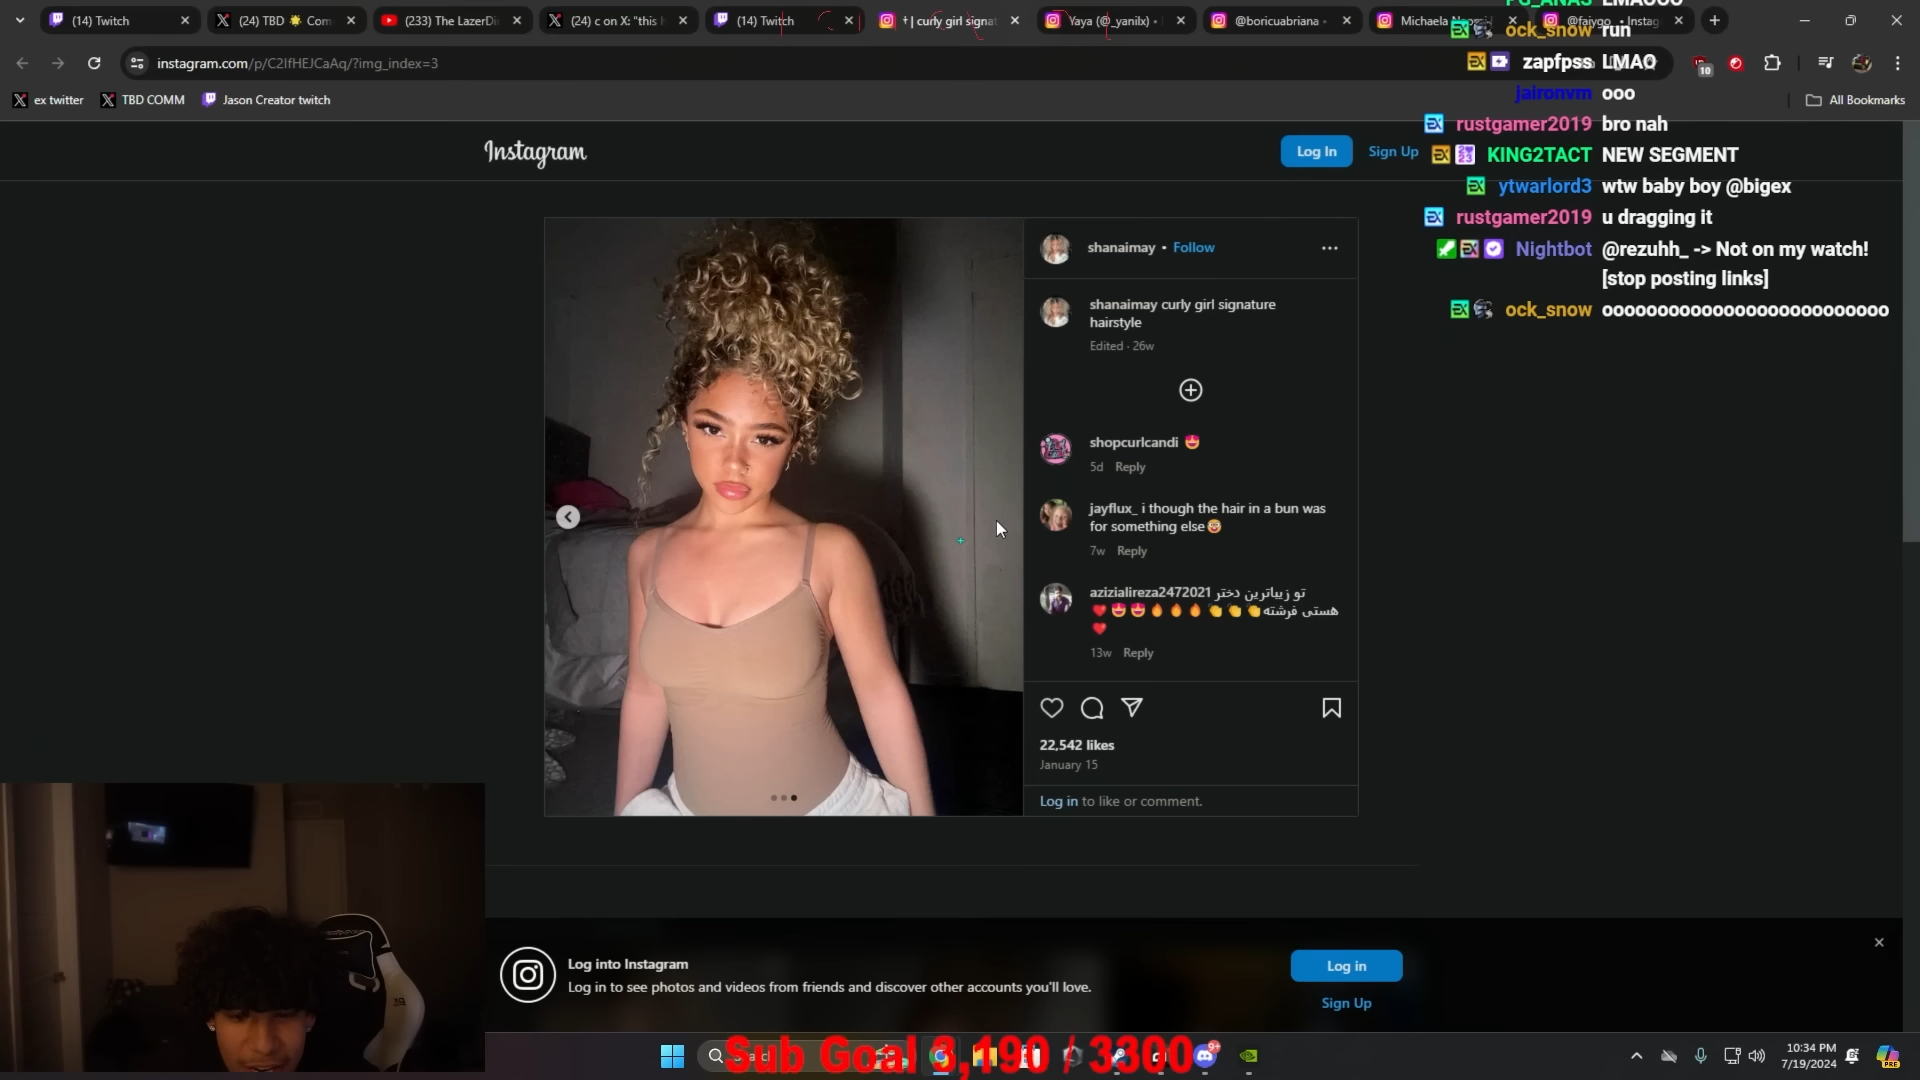 (14) Twitch
(24) TBD ☀️ Com
(233) The LazerDi
(24) c on X: "this
(14) Twitch
| curly girl signat
Yaya (@_yanilx) •
@boricuabriana •
@faiygo • Instag
instagram.com/p/C2IfHEJCaAq/?img_index=3
10
ex twitter
TBD COMM
Jason Creator twitch
All Bookmarks
Instagram
Log In
Sign Up
shanaimay • Follow
shanaimay curly girl signature
hairstyle
Edited · 26w
shopcurlcandi 😍
5d Reply
jayflux_ i though the hair in a bun was
for something else🤡
7w Reply
azizialireza2472021 تو زیباترین دختر
هستی فرشته👏👏👏🔥🔥🔥😍😍❤️
❤️
13w Reply
22,542 likes
January 15
Log in to like or comment.
ock_snow run
zapfpss LMAO
jaironvm ooo
rustgamer2019 bro nah
KING2TACT NEW SEGMENT
ytwarlord3 wtw baby boy @bigex
rustgamer2019 u dragging it
Nightbot @rezuhh_ -> Not on my watch!
[stop posting links]
ock_snow oooooooooooooooooooooooooo
Log into Instagram
Log in to see photos and videos from friends and discover other accounts you'll love.
Log in
Sign Up
Sub Goal 3,190 / 3300
9+
10:34 PM
7/19/2024